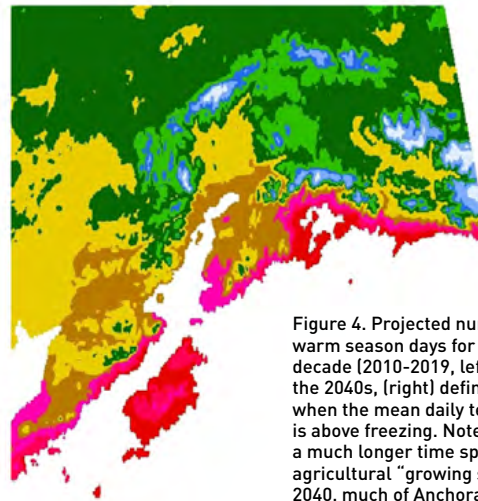 Figure 4. Projected nu
warm season days for
decade (2010-2019, lef
the 2040s, (right) defin
when the mean daily te
is above freezing. Note
a much longer time sp
agricultural "growing s
2040, much of Anchora